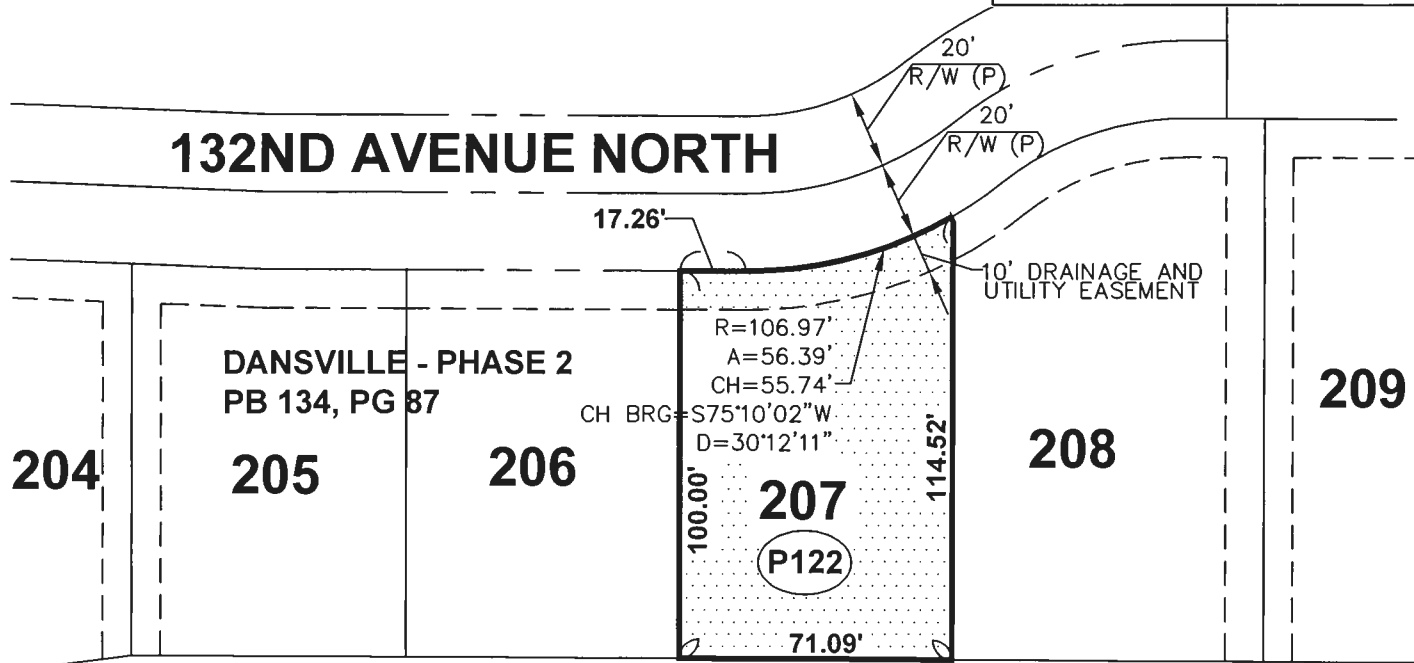 20'
R/W (P)
20'
R/W (P)
132ND AVENUE NORTH
17.26'
10' DRAINAGE AND
UTILITY EASEMENT
R=106.97'
A=56.39'
CH=55.74'
CH BRG=S75°10'02"W
D=30°12'11"
DANSVILLE - PHASE 2
PB 134, PG 87
204
205
206
207
208
209
100.00'
114.52'
P122
71.09'